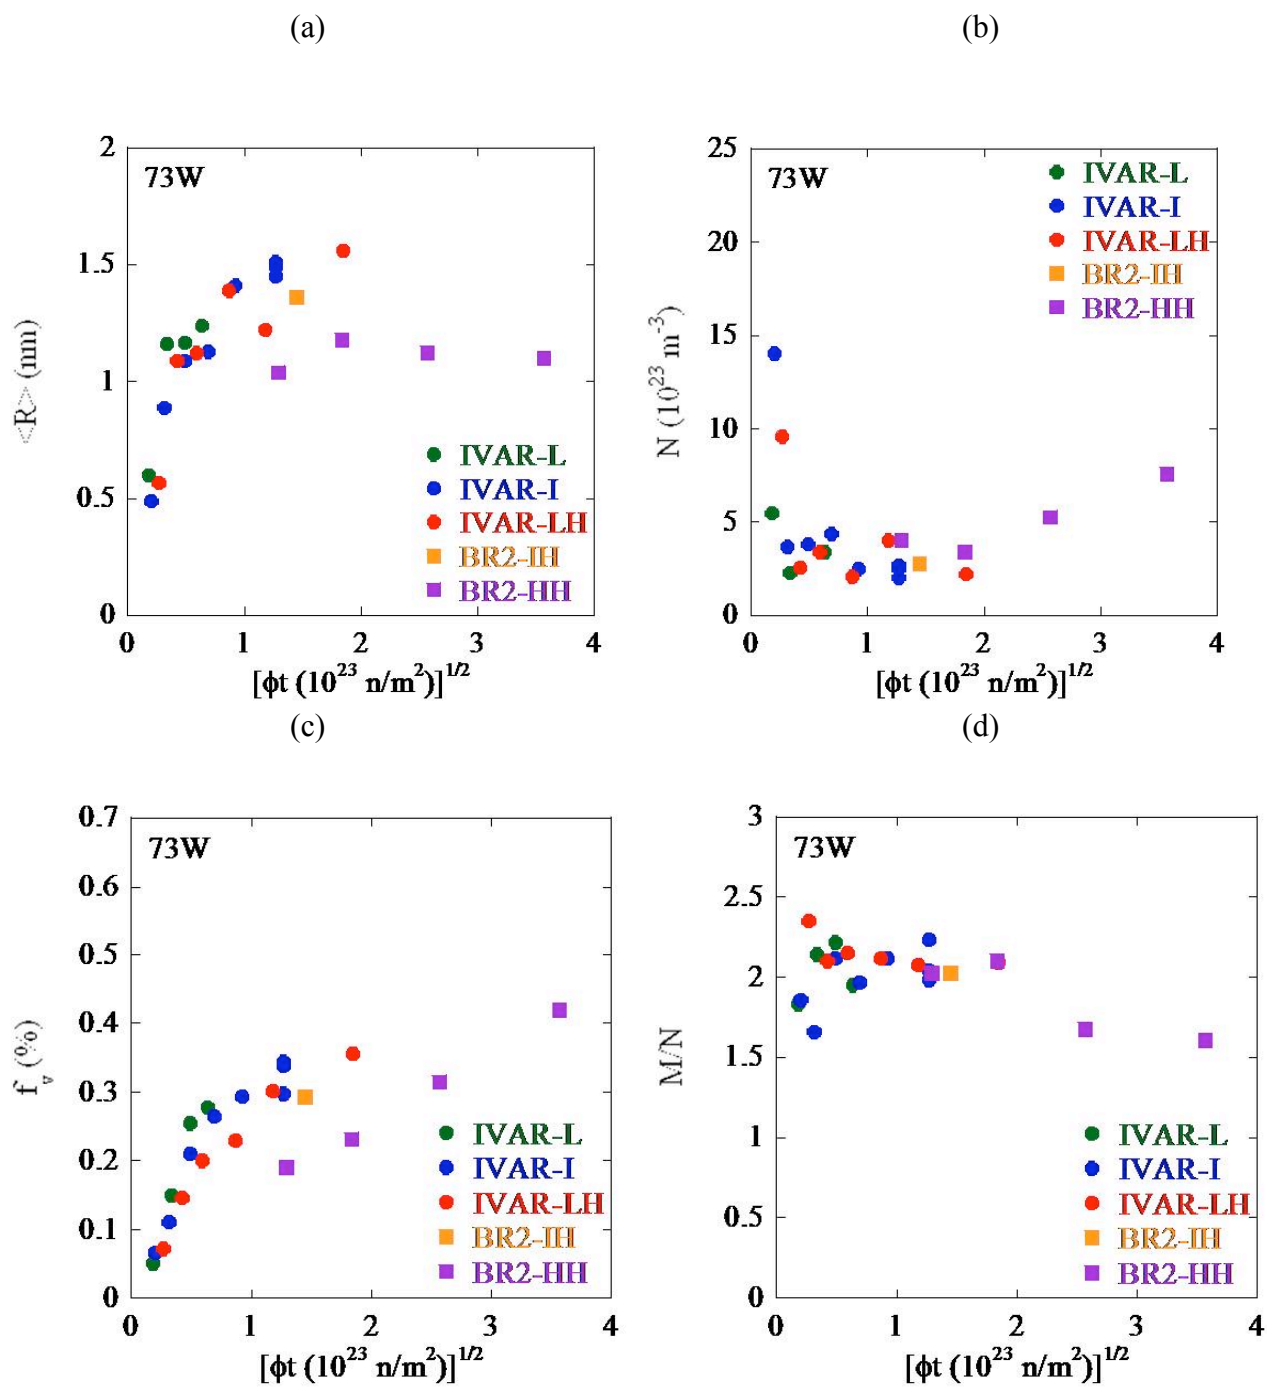 (a) (b)
2
73W
1.5
1
0.5
0
0 1 2 3 4
<R> (nm)
[ϕt (10²³ n/m²)]^1/2
IVAR-L
IVAR-I
IVAR-LH
BR2-IH
BR2-HH
25
73W
20
15
10
5
0
0 1 2 3 4
N (10²³ m⁻³)
[ϕt (10²³ n/m²)]^1/2
IVAR-L
IVAR-I
IVAR-LH
BR2-IH
BR2-HH
(c) (d)
0.7
73W
0.6
0.5
0.4
0.3
0.2
0.1
0
0 1 2 3 4
f_v (%)
[ϕt (10²³ n/m²)]^1/2
IVAR-L
IVAR-I
IVAR-LH
BR2-IH
BR2-HH
3
73W
2.5
2
1.5
1
0.5
0
0 1 2 3 4
M/N
[ϕt (10²³ n/m²)]^1/2
IVAR-L
IVAR-I
IVAR-LH
BR2-IH
BR2-HH